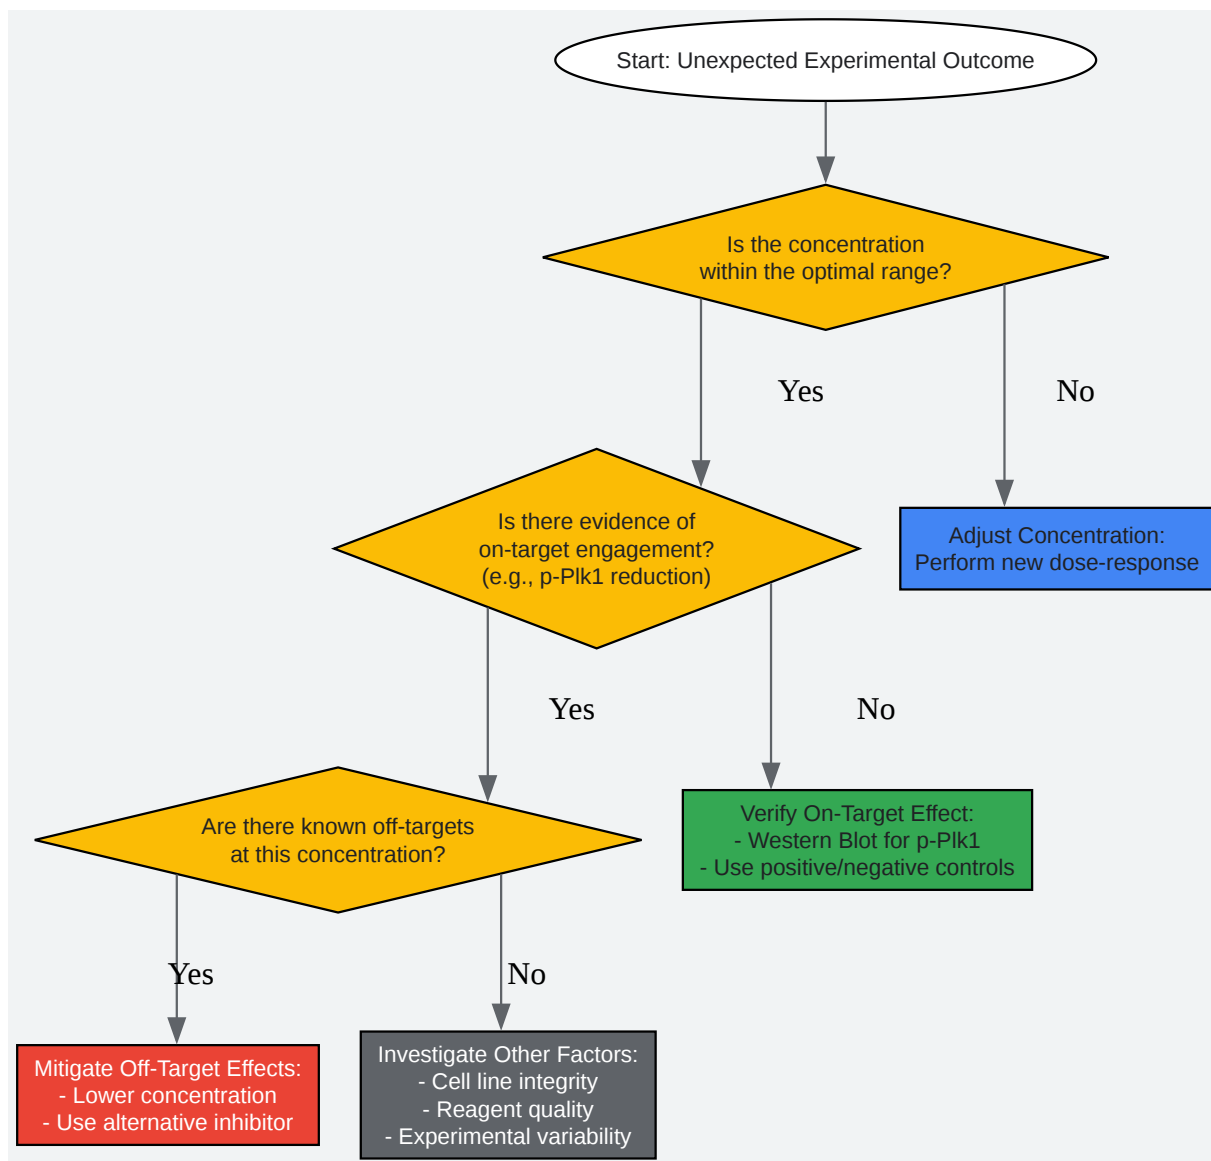 Start: Unexpected Experimental Outcome
Is the concentration
within the optimal range?
Yes
No
Is there evidence of
on-target engagement?
(e.g., p-Plk1 reduction)
Adjust Concentration:
Perform new dose-response
Yes
No
Are there known off-targets
at this concentration?
Verify On-Target Effect:
- Western Blot for p-Plk1
- Use positive/negative controls
Yes
No
Mitigate Off-Target Effects:
- Lower concentration
- Use alternative inhibitor
Investigate Other Factors:
- Cell line integrity
- Reagent quality
- Experimental variability